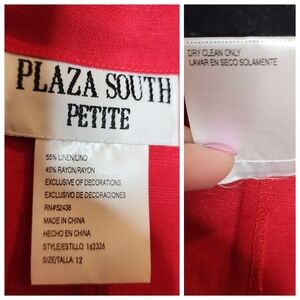 PLAZA SOUTH
PETITE
55% LINEN/LINO
45% RAYON/RAYON
EXCLUSIVE OF DECORATIONS
EXCLUSIVO DE DECORACIONES
RN#52438
MADE IN CHINA
HECHO EN CHINA
STYLE/ESTILLO: 162326
SIZE/TALLA: 12
DRY CLEAN ONLY
LAVAR EN SECO SOLAMENTE